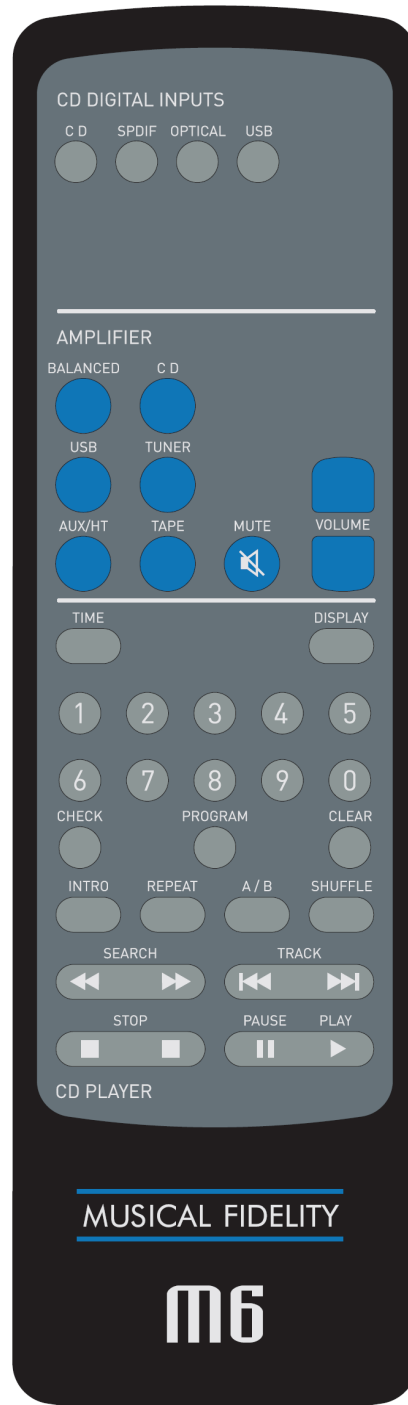 CD DIGITAL INPUTS
C D SPDIF OPTICAL USB
AMPLIFIER
BALANCED C D
USB TUNER
AUX/HT TAPE MUTE VOLUME
TIME DISPLAY
1 2 3 4 5
6 7 8 9 0
CHECK PROGRAM CLEAR
INTRO REPEAT A / B SHUFFLE
SEARCH TRACK
STOP PAUSE PLAY
CD PLAYER
MUSICAL FIDELITY
M6